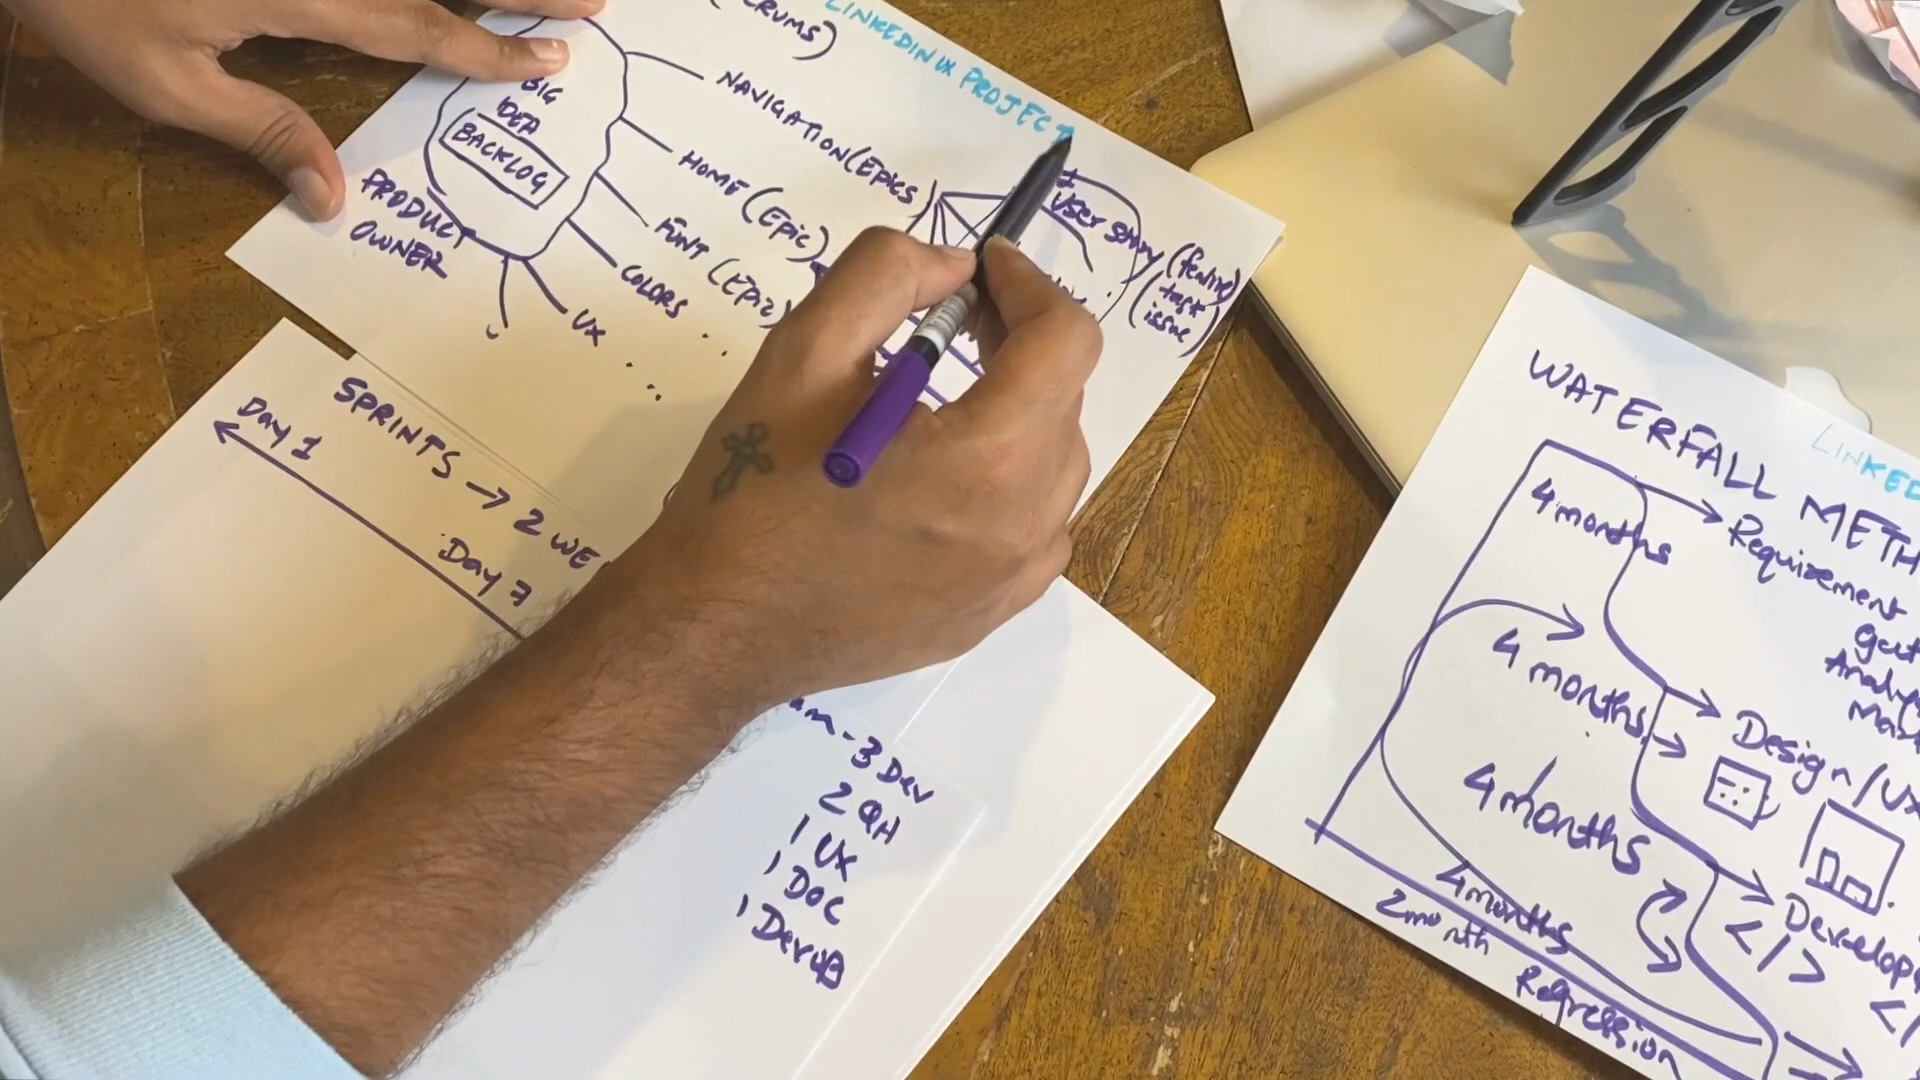 LINKEDIN UX PROJECT
BIG
IDEA
BACKLOG
PRODUCT
OWNER
NAVIGATION (EPICS
HOME (Epic)
FONT (Epic)
COLORS
UX
User story
(feature)
(task
issue)
SPRINTS → 2 WE
Day 1
Day 7
- 3 Dev
2 QA
1 UX
1 DOC
1
WATERFALL METH
LINKED
4 months
Requirement
4 months
Design / UX
4 months
Develop
</>
4 months
2 month
Regression